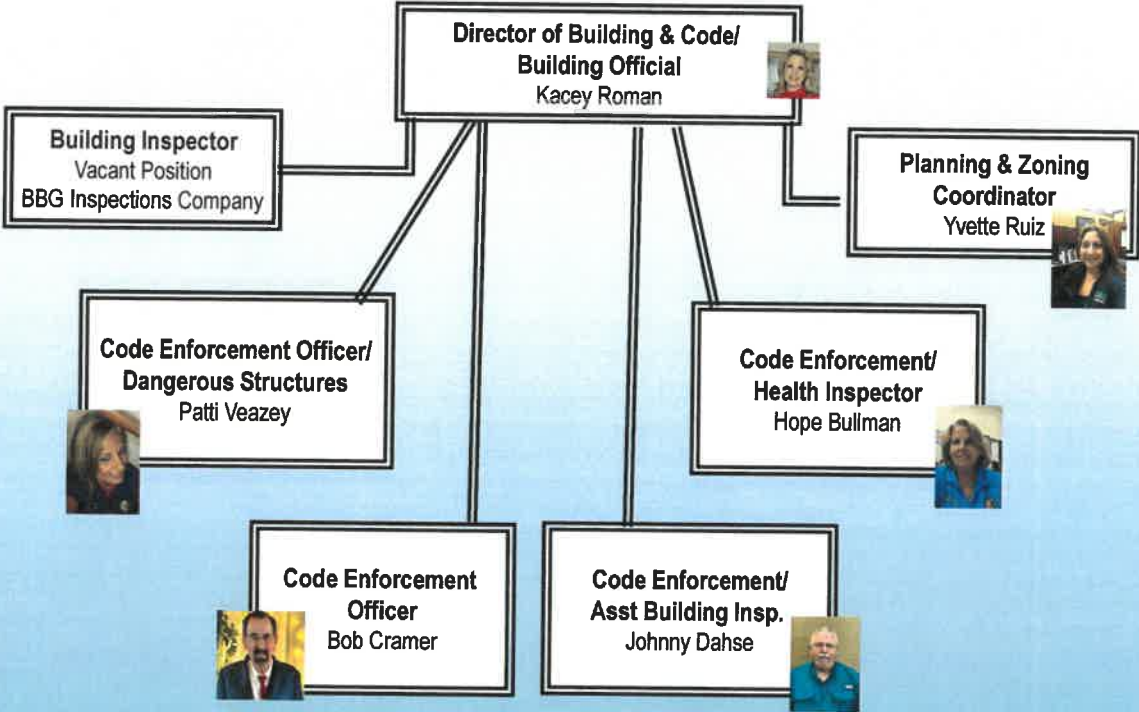 Director of Building & Code/
Building Official
Kacey Roman
Building Inspector
Vacant Position
BBG Inspections Company
Planning & Zoning
Coordinator
Yvette Ruiz
Code Enforcement Officer/
Dangerous Structures
Patti Veazey
Code Enforcement/
Health Inspector
Hope Bullman
Code Enforcement
Officer
Bob Cramer
Code Enforcement/
Asst Building Insp.
Johnny Dahse